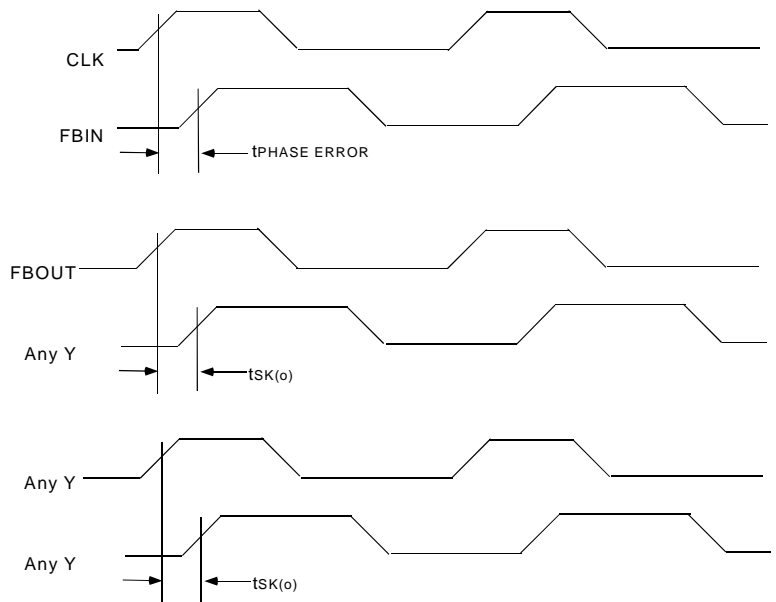 CLK
FBIN
tPHASE ERROR
FBOUT
Any Y
tSK(o)
Any Y
Any Y
tSK(o)